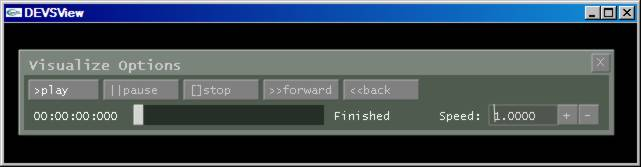 DEVSView
Visualize Options X
>play ||pause []stop >>forward <<back
00:00:00:000 Finished Speed: 1.0000 + -